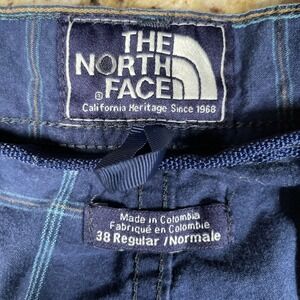 THE
NORTH
FACE
®
California Heritage Since 1968
Made in Colombia
Fabriqué en Colombie
38 Regular / Normale